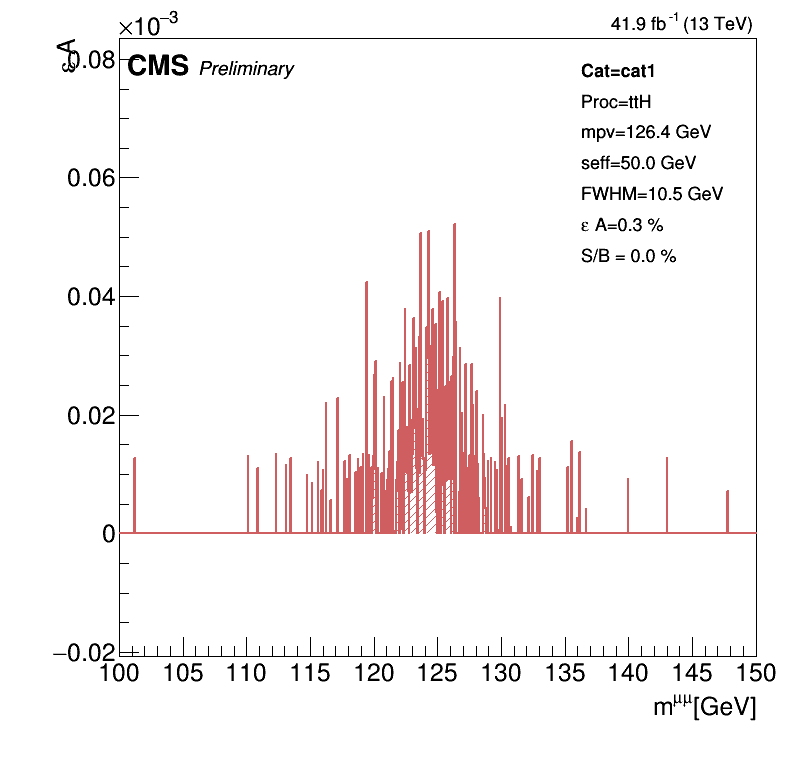 ×10⁻³
41.9 fb⁻¹ (13 TeV)
ε A
CMS Preliminary
Cat=cat1
Proc=ttH
mpv=126.4 GeV
seff=50.0 GeV
FWHM=10.5 GeV
ε A=0.3 %
S/B = 0.0 %
0.08
0.06
0.04
0.02
0
−0.02
100 105 110 115 120 125 130 135 140 145 150
m^μμ[GeV]